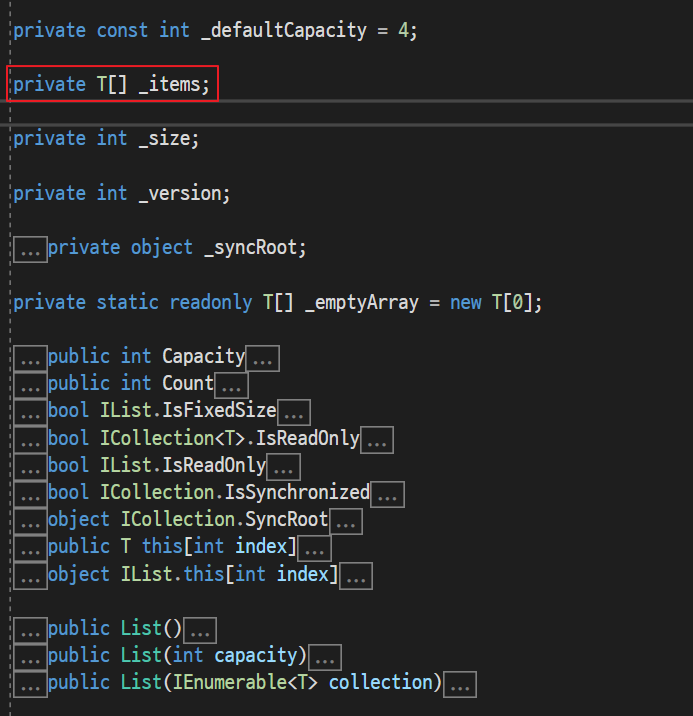 private const int _defaultCapacity = 4;
private T[] _items;
private int _size;
private int _version;
...private object _syncRoot;
private static readonly T[] _emptyArray = new T[0];
...public int Capacity...
...public int Count...
...bool IList.IsFixedSize...
...bool ICollection<T>.IsReadOnly...
...bool IList.IsReadOnly...
...bool ICollection.IsSynchronized...
...object ICollection.SyncRoot...
...public T this[int index]...
...object IList.this[int index]...
...public List()...
...public List(int capacity)...
...public List(IEnumerable<T> collection)...